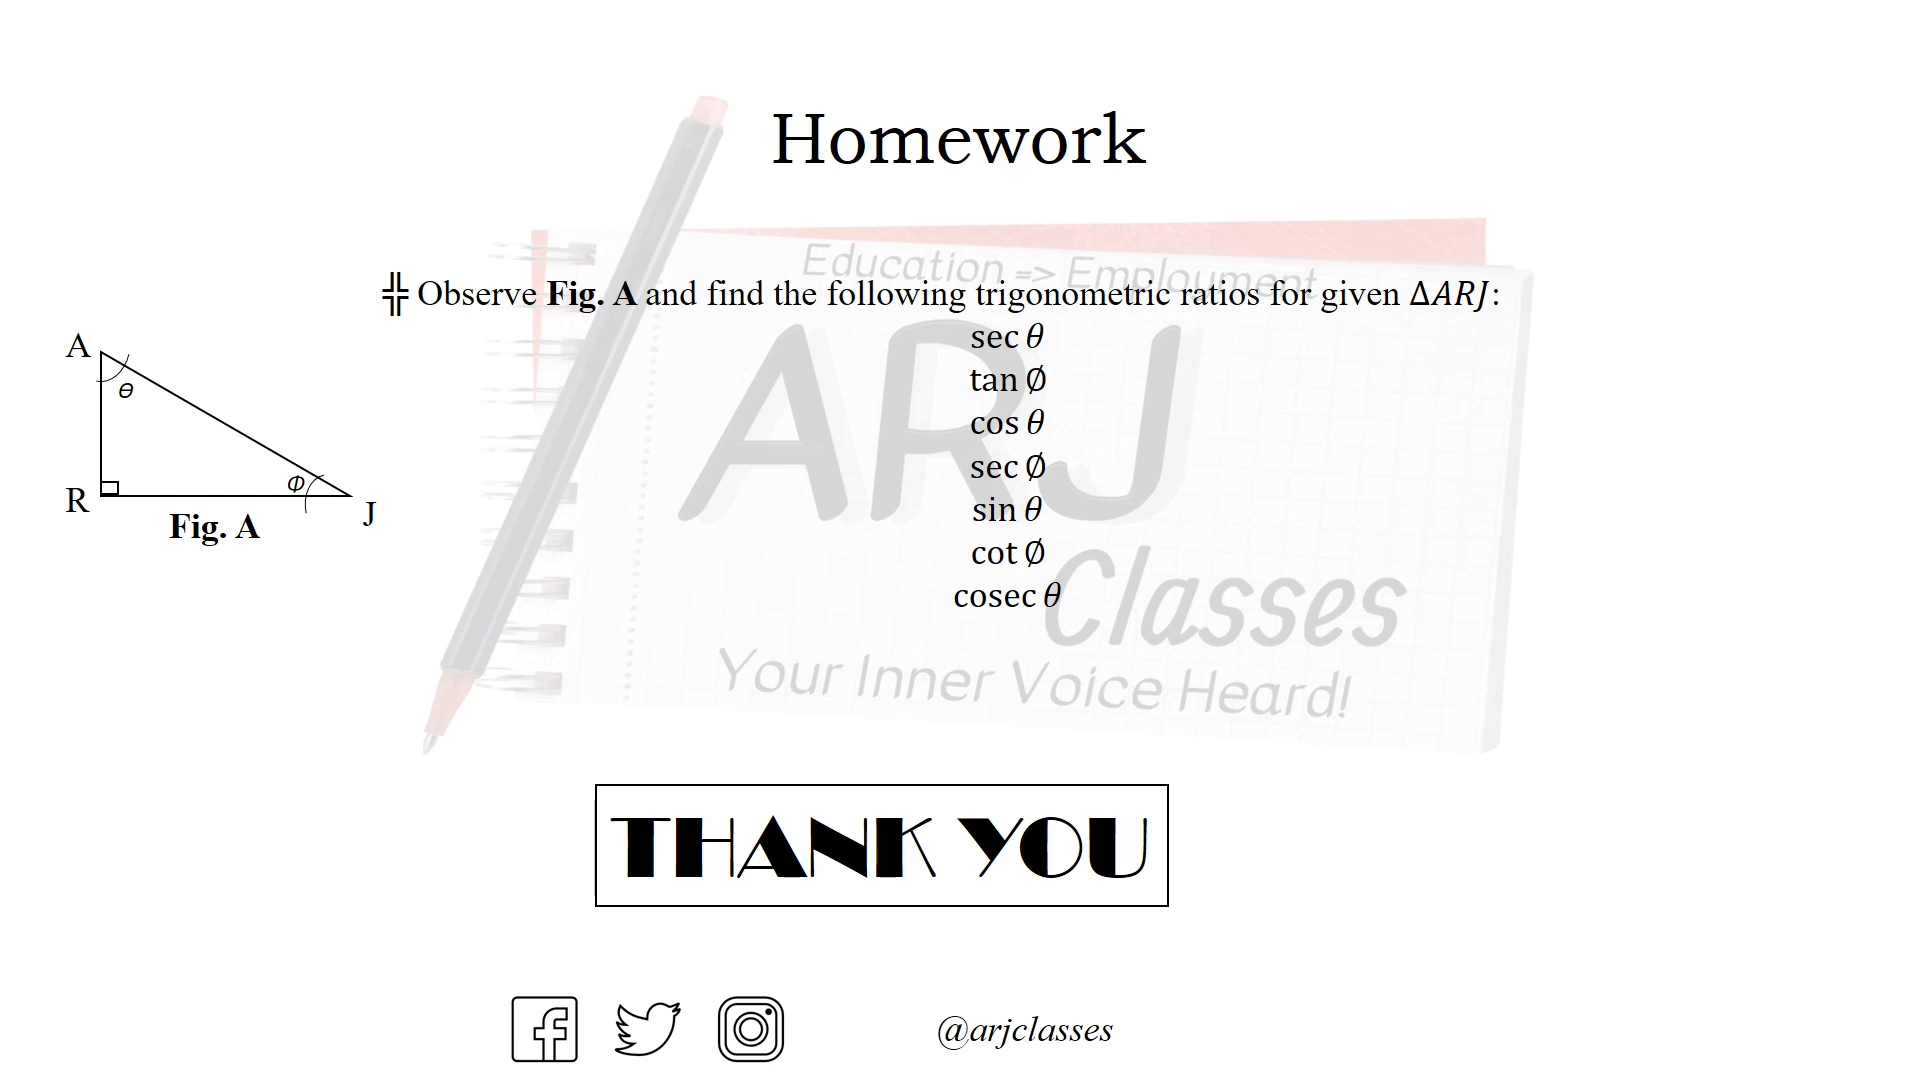 Homework
Education => Employment
╬ Observe Fig. A and find the following trigonometric ratios for given ΔARJ:
sec θ
tan ∅
cos θ
sec ∅
sin θ
cot ∅
cosec θ
A
θ
Φ
R
J
Fig. A
ARJ
Classes
Your Inner Voice Heard!
THANK YOU
@arjclasses